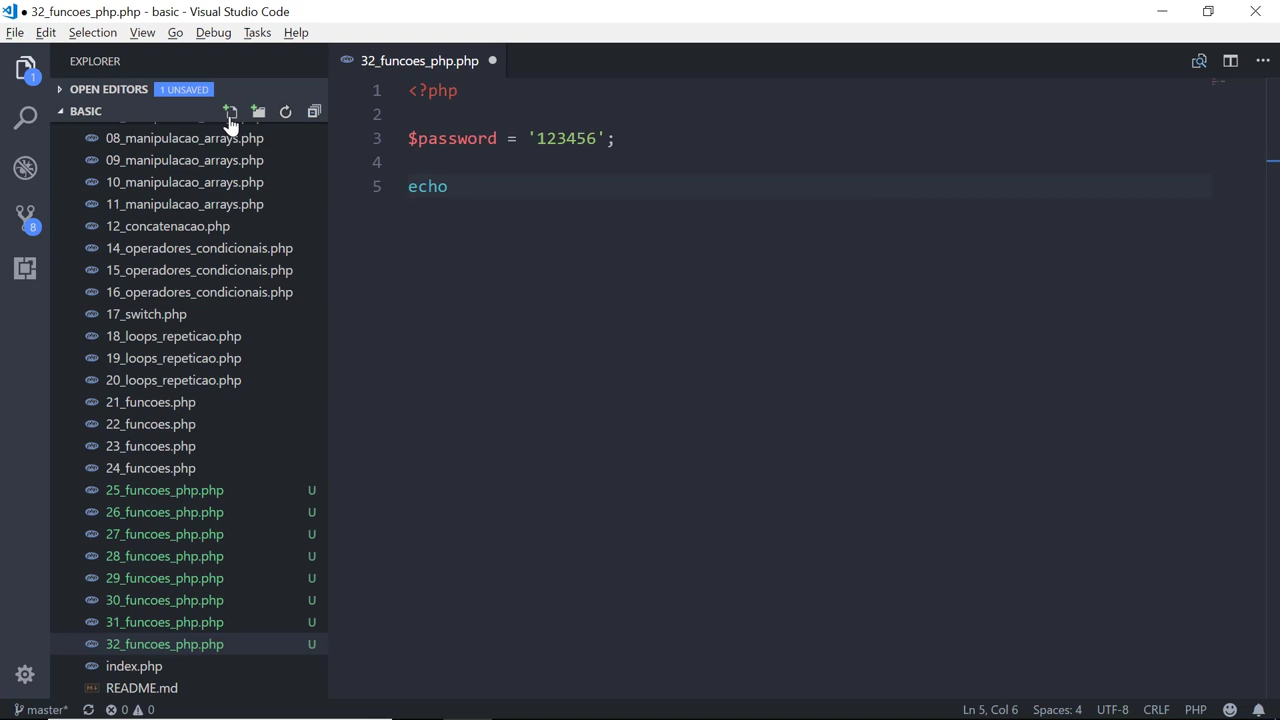 ● 32_funcoes_php.php - basic - Visual Studio Code
File Edit Selection View Go Debug Tasks Help
EXPLORER
32_funcoes_php.php
1
OPEN EDITORS 1 UNSAVED
BASIC
08_manipulacao_arrays.php
09_manipulacao_arrays.php
10_manipulacao_arrays.php
11_manipulacao_arrays.php
12_concatenacao.php
14_operadores_condicionais.php
15_operadores_condicionais.php
16_operadores_condicionais.php
17_switch.php
18_loops_repeticao.php
19_loops_repeticao.php
20_loops_repeticao.php
21_funcoes.php
22_funcoes.php
23_funcoes.php
24_funcoes.php
25_funcoes_php.php U
26_funcoes_php.php U
27_funcoes_php.php U
28_funcoes_php.php U
29_funcoes_php.php U
30_funcoes_php.php U
31_funcoes_php.php U
32_funcoes_php.php U
index.php
README.md
8
1 <?php
2
3 $password = '123456';
4
5 echo
master* 0 0 Ln 5, Col 6 Spaces: 4 UTF-8 CRLF PHP